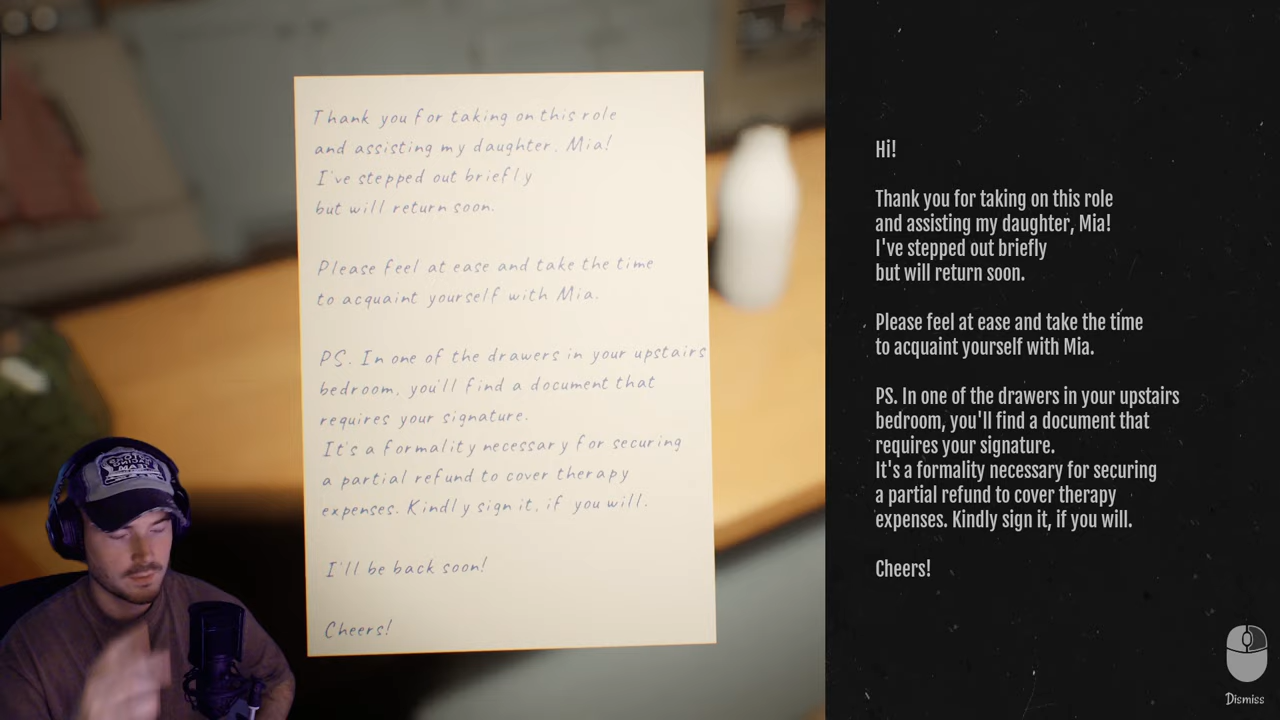 Thank you for taking on this role
and assisting my daughter, Mia!
I've stepped out briefly
but will return soon.
Please feel at ease and take the time
to acquaint yourself with Mia.
PS. In one of the drawers in your upstairs
bedroom, you'll find a document that
requires your signature.
It's a formality necessary for securing
a partial refund to cover therapy
expenses. Kindly sign it, if you will.
I'll be back soon!
Cheers!
Hi!
Thank you for taking on this role
and assisting my daughter, Mia!
I've stepped out briefly
but will return soon.
Please feel at ease and take the time
to acquaint yourself with Mia.
PS. In one of the drawers in your upstairs
bedroom, you'll find a document that
requires your signature.
It's a formality necessary for securing
a partial refund to cover therapy
expenses. Kindly sign it, if you will.
Cheers!
Dismiss